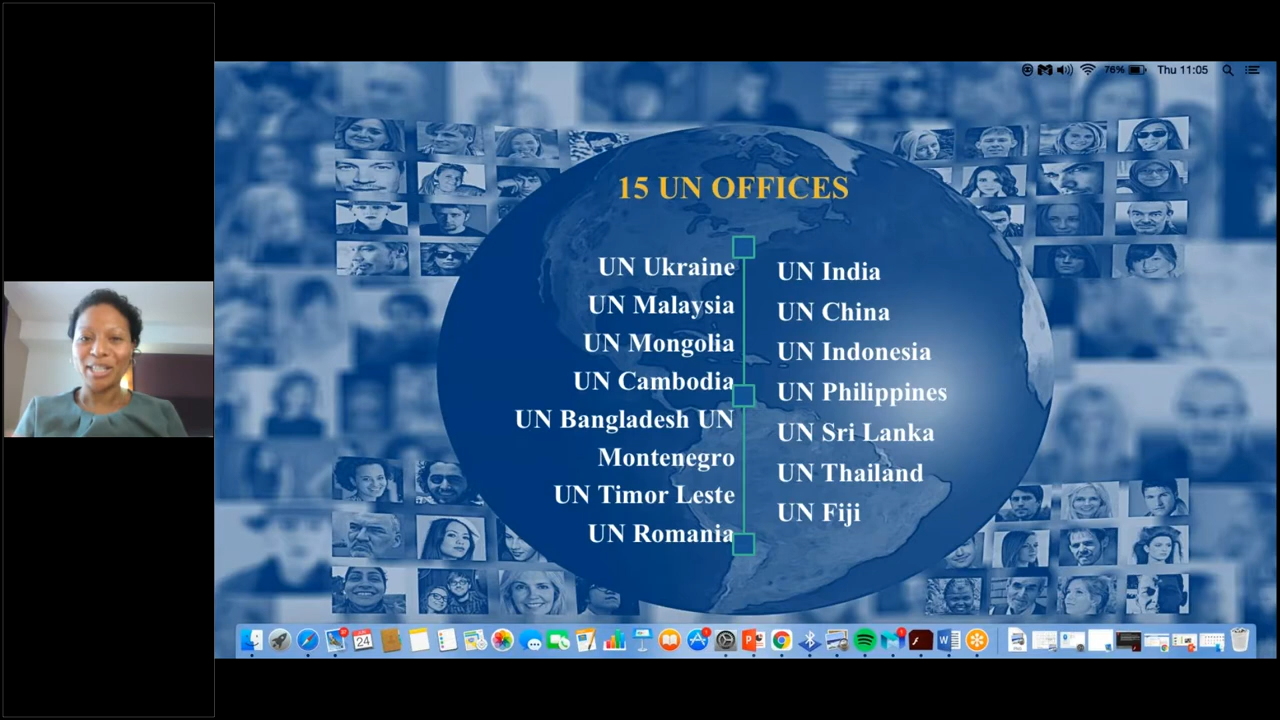 76%
Thu 11:05
15 UN OFFICES
UN Ukraine
UN Malaysia
UN Mongolia
UN Cambodia
UN Bangladesh UN
Montenegro
UN Timor Leste
UN Romania
UN India
UN China
UN Indonesia
UN Philippines
UN Sri Lanka
UN Thailand
UN Fiji
24